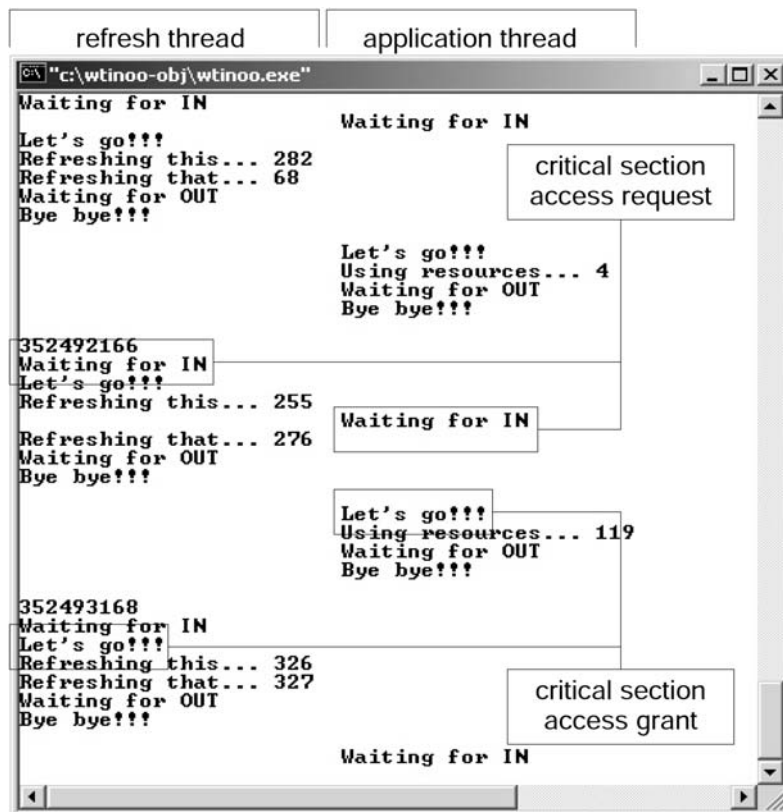 refresh thread
application thread
"c:\wtinoo-obj\wtinoo.exe"
Waiting for IN
Waiting for IN
Let's go!!!
Refreshing this... 282
Refreshing that... 68
Waiting for OUT
Bye bye!!!
critical section
access request
Let's go!!!
Using resources... 4
Waiting for OUT
Bye bye!!!
352492166
Waiting for IN
Let's go!!!
Refreshing this... 255
Waiting for IN
Refreshing that... 276
Waiting for OUT
Bye bye!!!
Let's go!!!
Using resources... 119
Waiting for OUT
Bye bye!!!
352493168
Waiting for IN
Let's go!!!
Refreshing this... 326
Refreshing that... 327
Waiting for OUT
Bye bye!!!
critical section
access grant
Waiting for IN